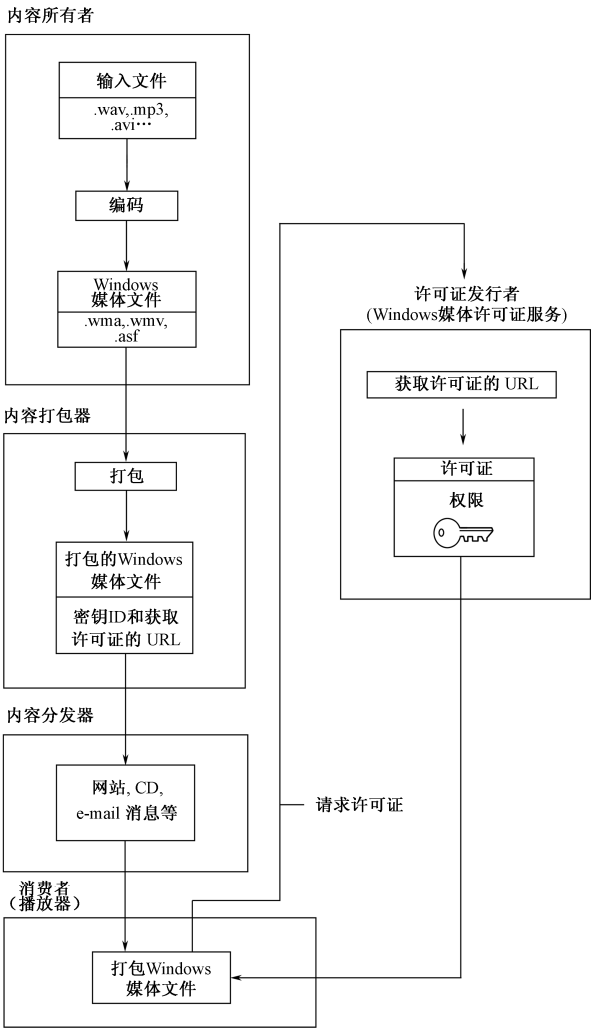 内容所有者
输入文件
.wav,.mp3,
.avi…
编码
Windows
媒体文件
.wma,.wmv,
.asf
内容打包器
打包
打包的Windows
媒体文件
密钥ID和获取
许可证的 URL
内容分发器
网站, CD,
e-mail 消息等
消费者
（播放器）
打包Windows
媒体文件
请求许可证
许可证发行者
(Windows媒体许可证服务)
获取许可证的 URL
许可证
权限